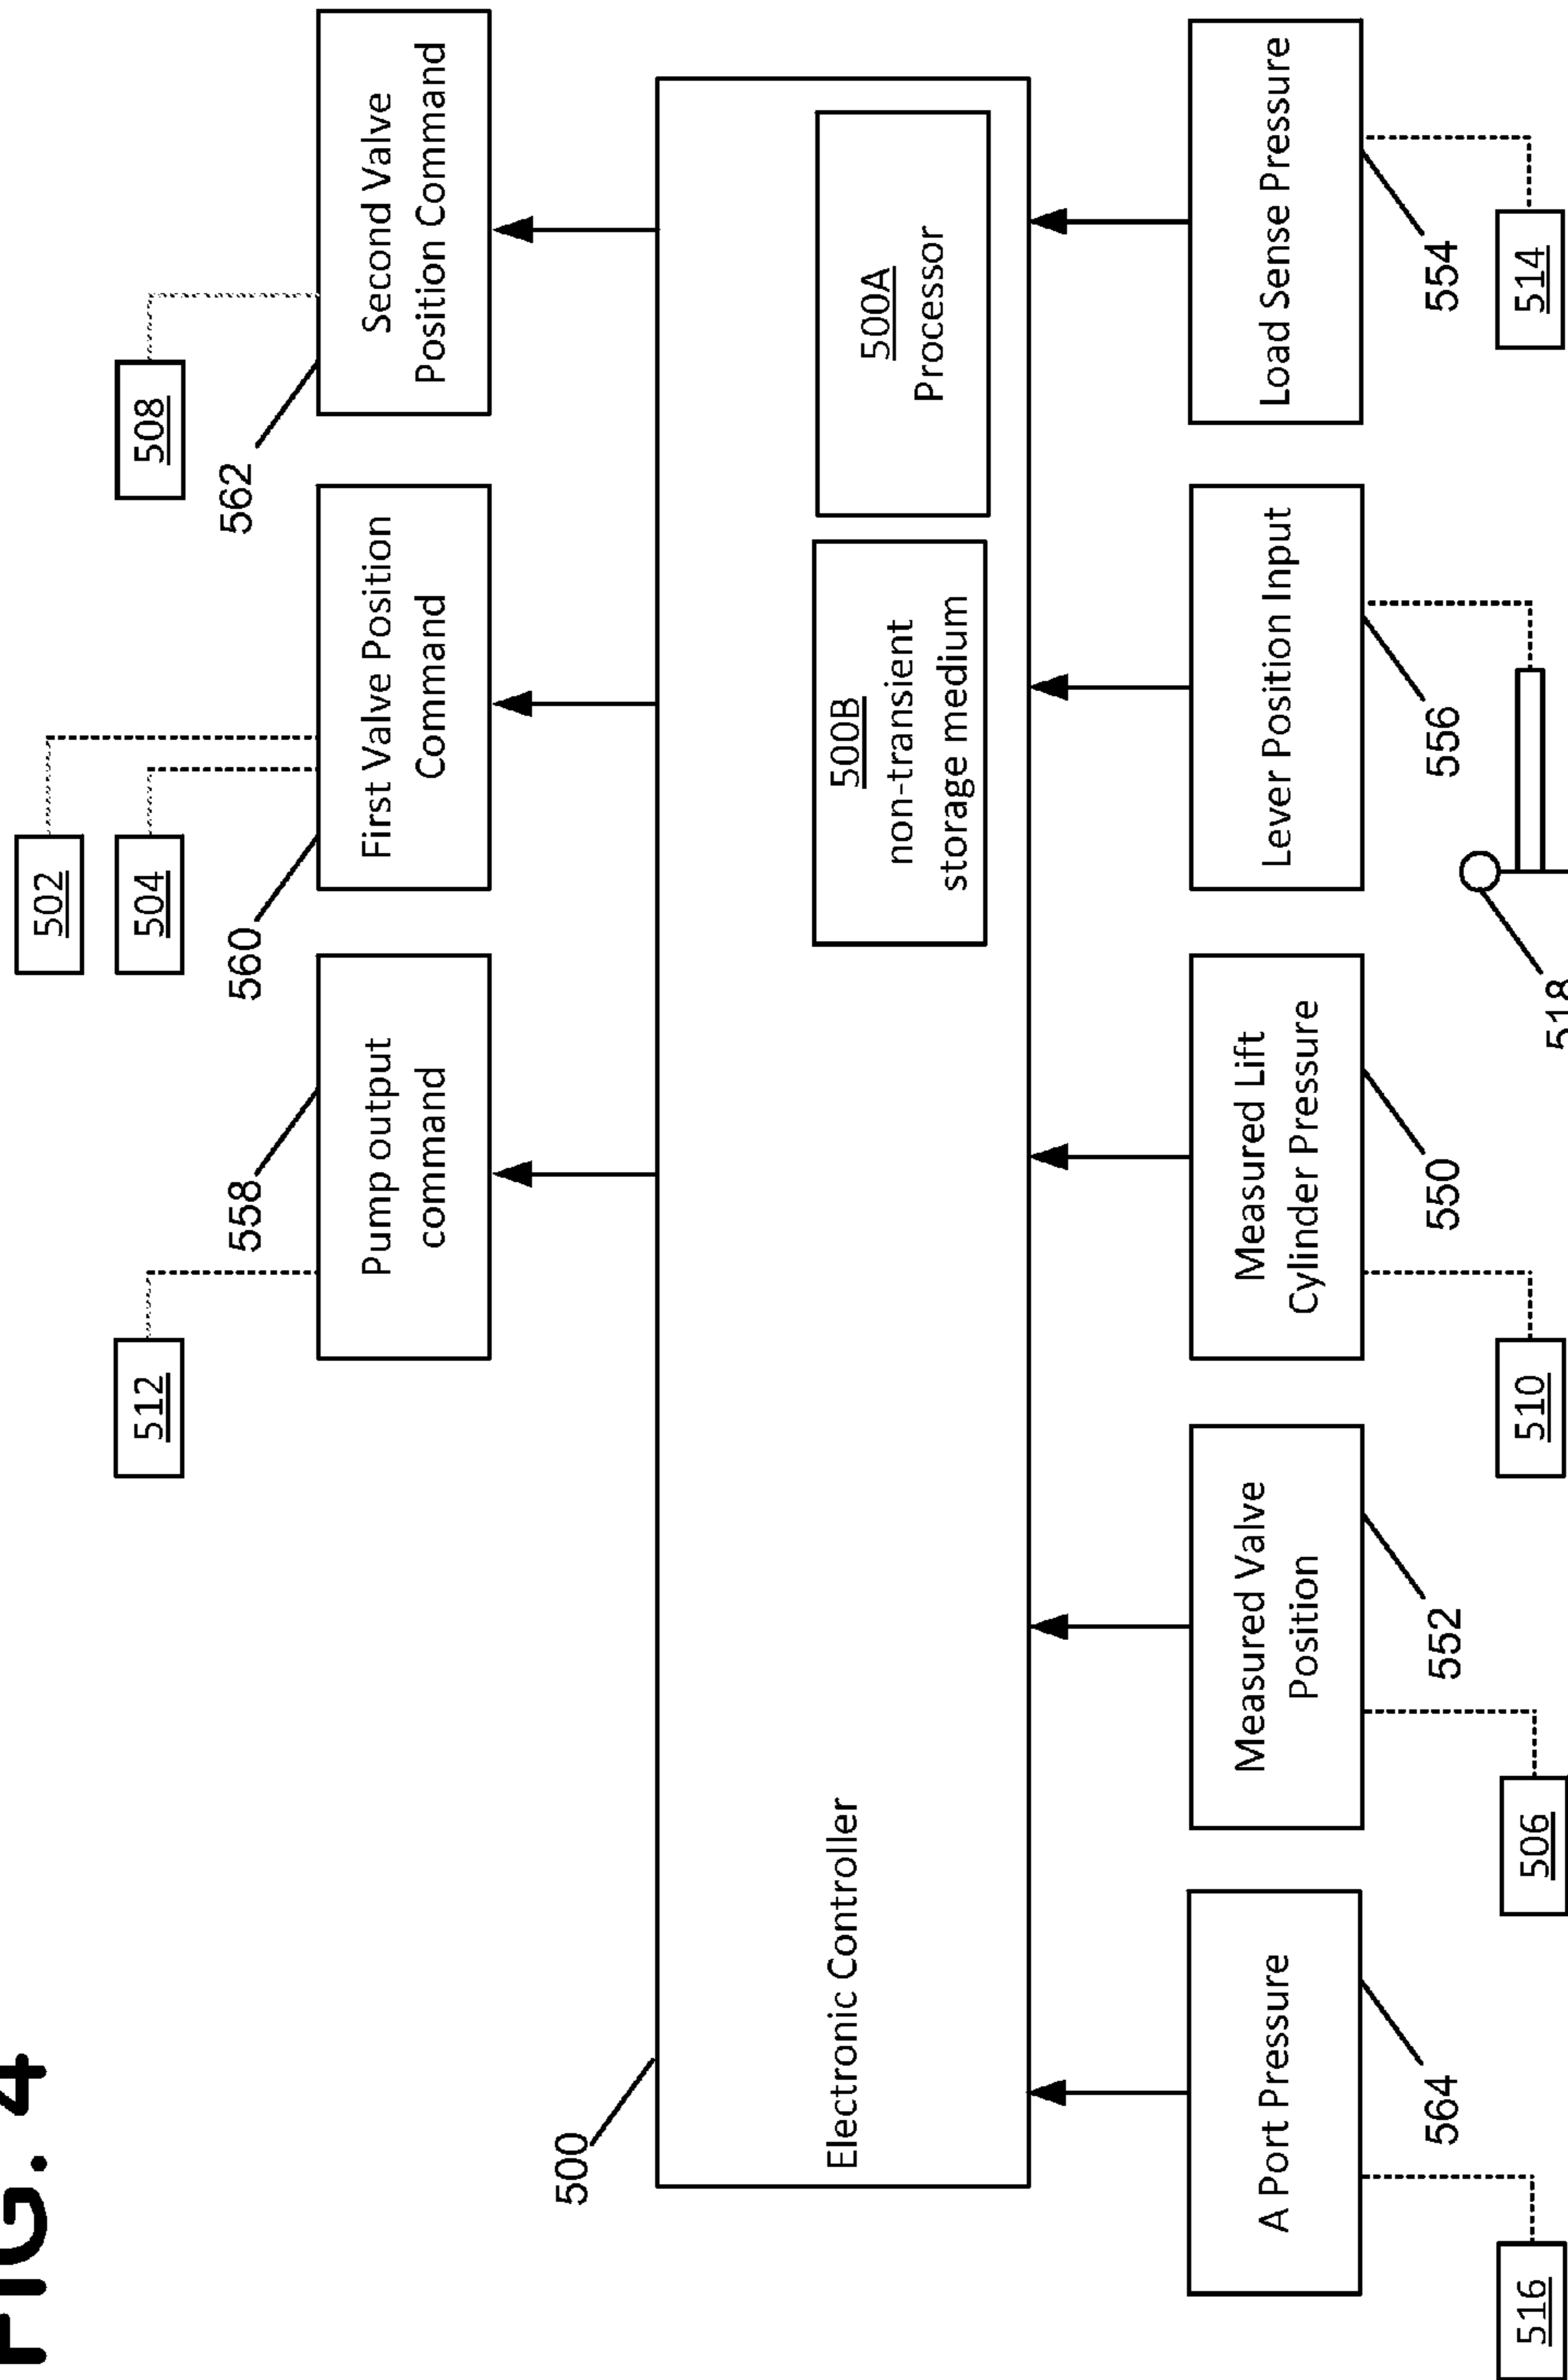 FIG. 4
512
502
504
508
558
560
562
Pump output
command
First Valve Position
Command
Second Valve
Position Command
500
Electronic Controller
500B
non-transient
storage medium
500A
Processor
A Port Pressure
Measured Valve
Position
Measured Lift
Cylinder Pressure
Lever Position Input
Load Sense Pressure
564
552
550
556
554
516
506
510
518
514